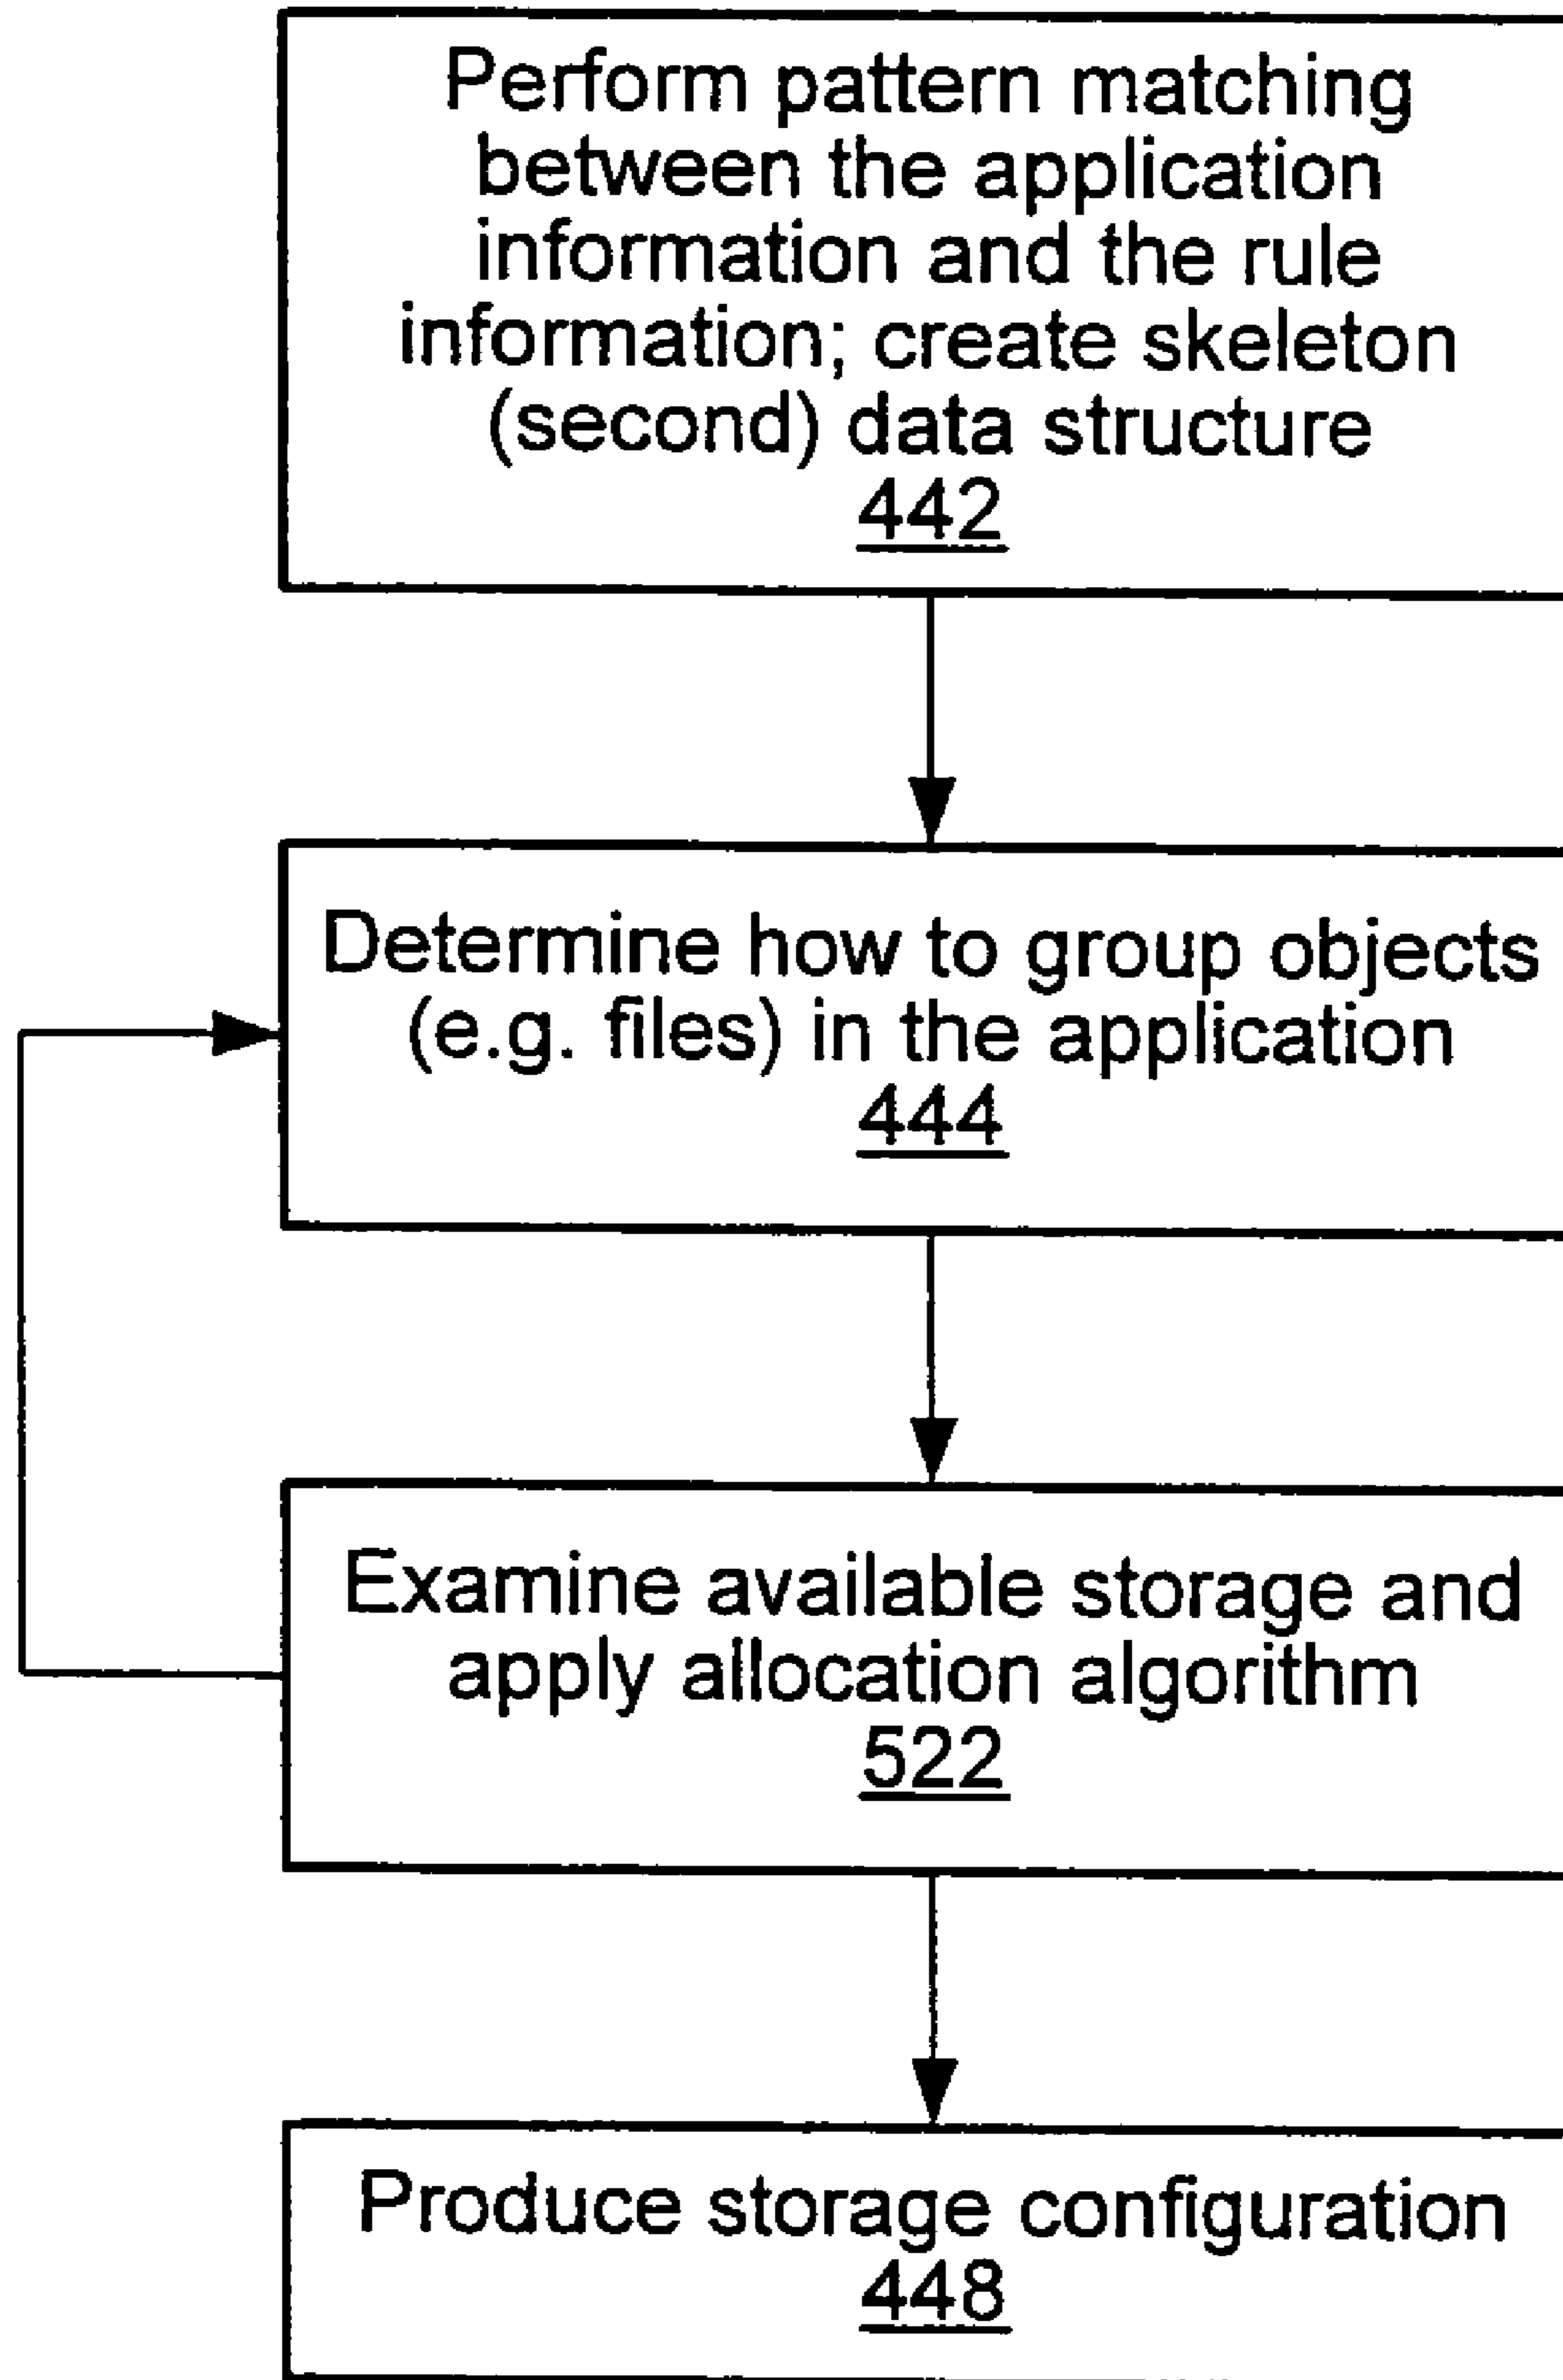 Perform pattern matching
between the application
information and the rule
information; create skeleton
(second) data structure
442
Determine how to group objects
(e.g. files) in the application
444
Examine available storage and
apply allocation algorithm
522
Produce storage configuration
448